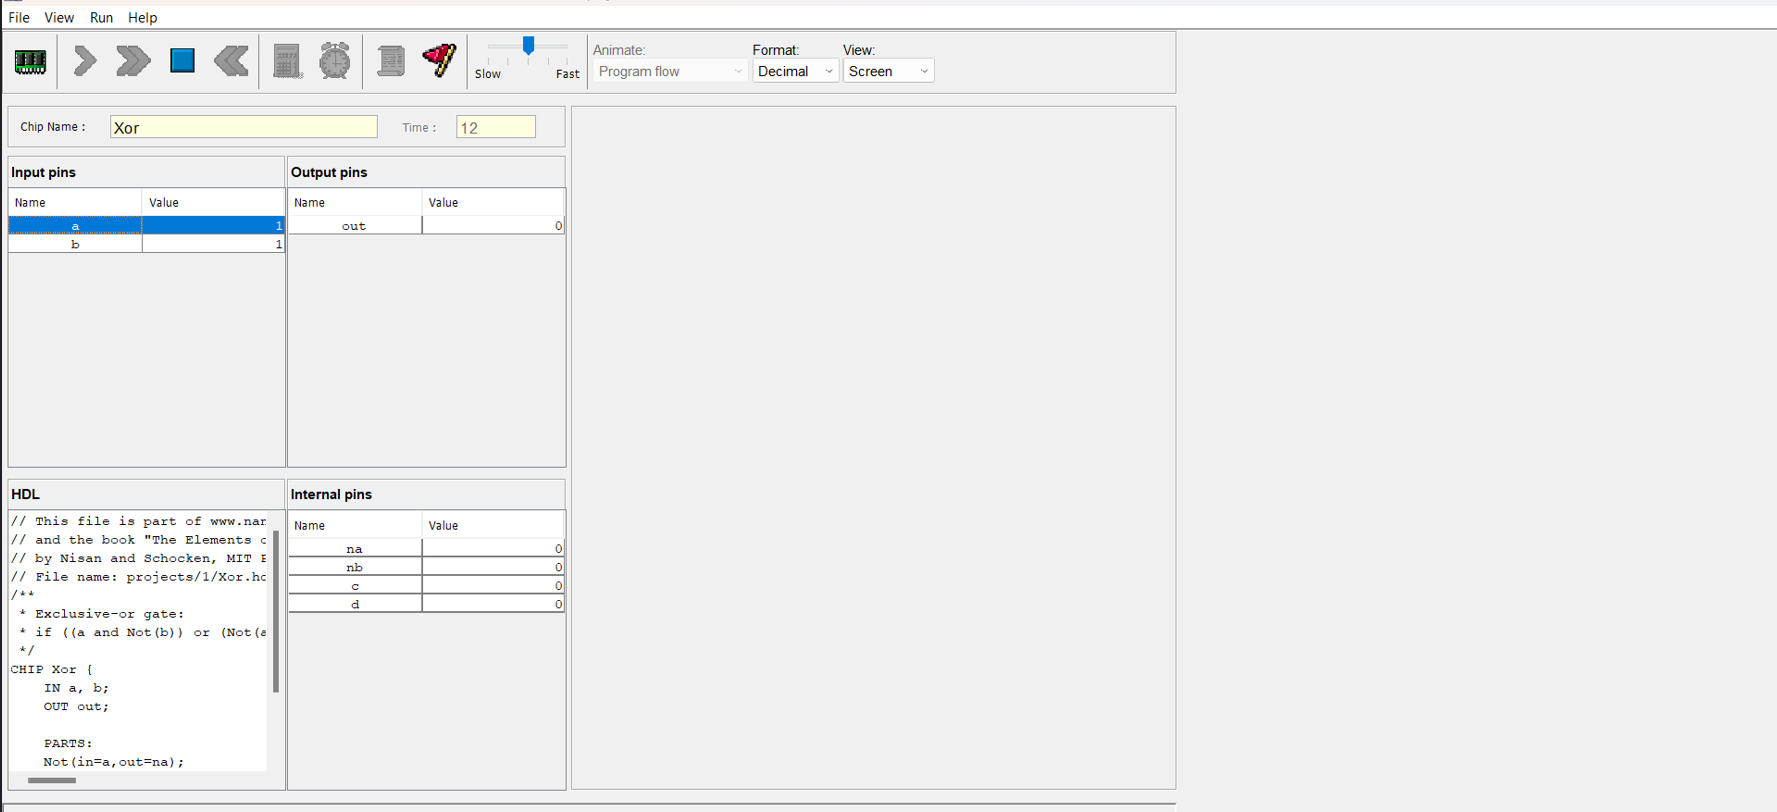 File View Run Help
Slow Fast
Animate: Format: View:
Program flow Decimal Screen
Chip Name : Xor Time : 12
Input pins
Name Value
a 1
b 1
Output pins
Name Value
out 0
HDL
// This file is part of www.nan
// and the book "The Elements o
// by Nisan and Schocken, MIT P
// File name: projects/1/Xor.hd
/**
* Exclusive-or gate:
* if ((a and Not(b)) or (Not(a
*/
CHIP Xor {
IN a, b;
OUT out;
PARTS:
Not(in=a,out=na);
Internal pins
Name Value
na 0
nb 0
c 0
d 0